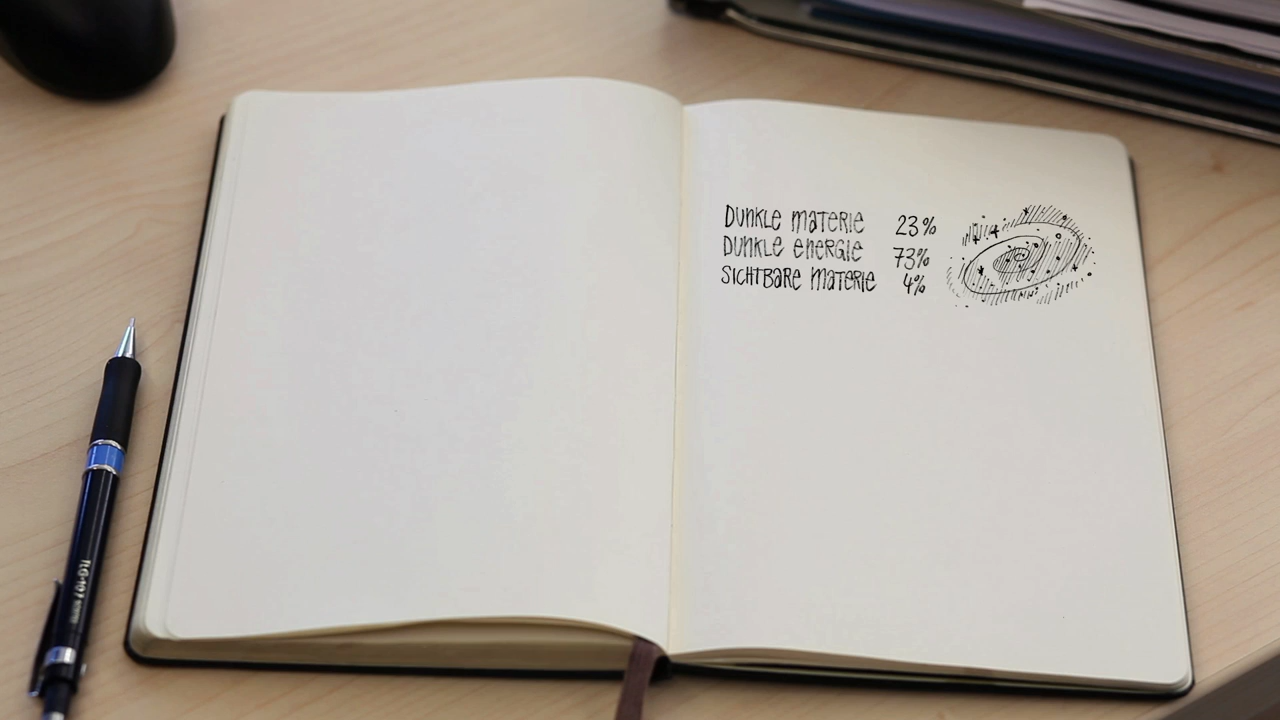 Dunkle materie 23%
Dunkle energie 73%
Sichtbare materie 4%